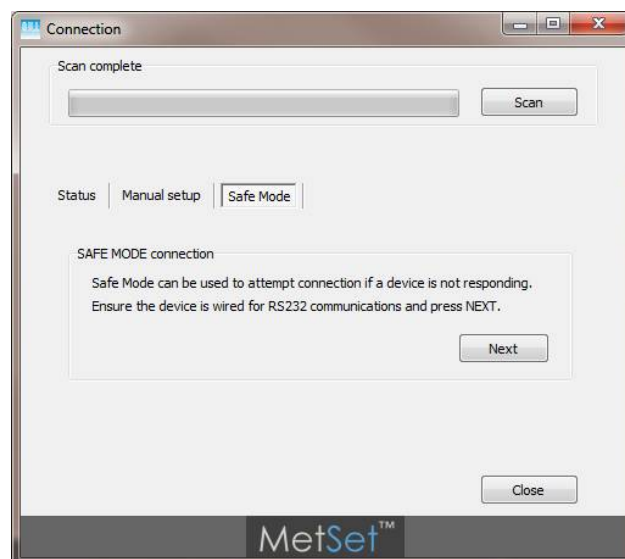 Connection
Scan complete
Scan
Status
Manual setup
Safe Mode
SAFE MODE connection
Safe Mode can be used to attempt connection if a device is not responding.
Ensure the device is wired for RS232 communications and press NEXT.
Next
Close
MetSet™